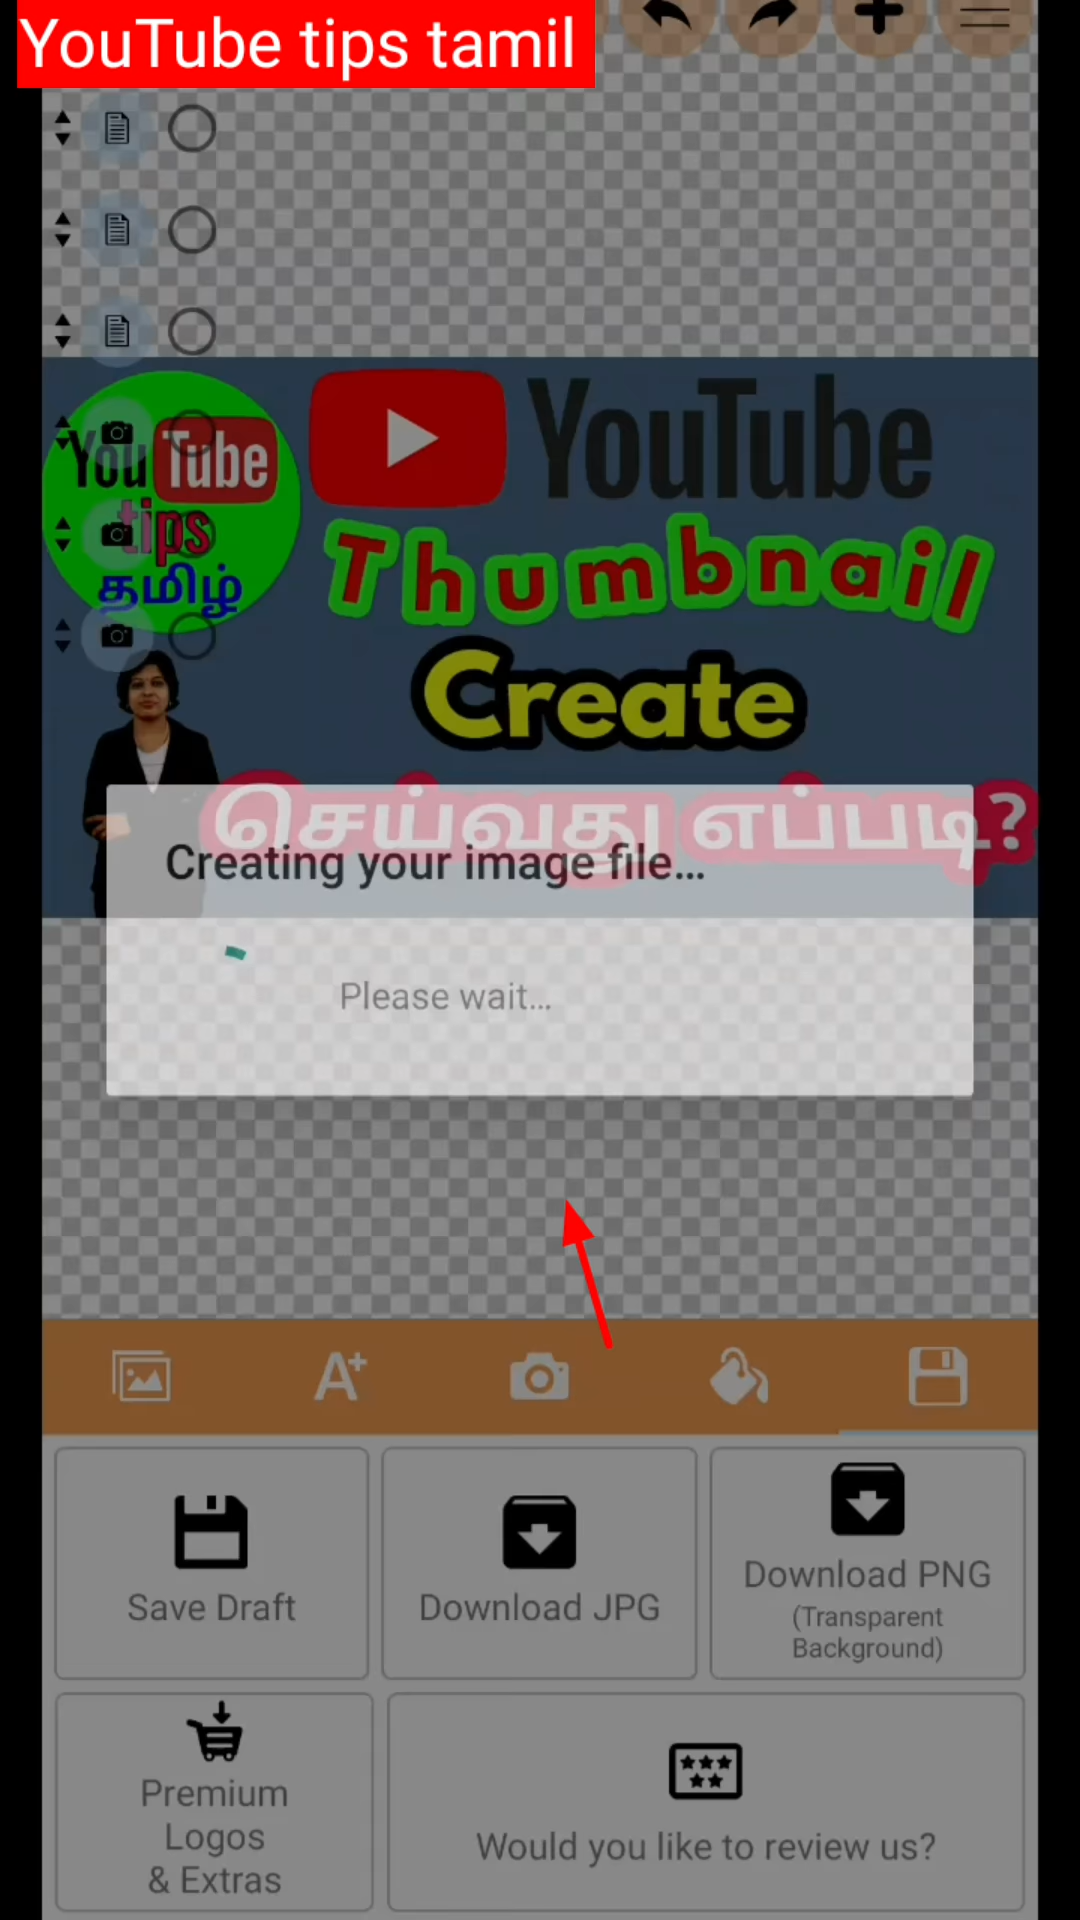 YouTube tips tamil
YouTube
YouTube
tips
தமிழ்
Thumbnail
Create
செய்வது எப்படி?
Creating your image file...
Please wait...
A+
Save Draft
Download JPG
Download PNG
(Transparent
Background)
Premium
Logos
& Extras
Would you like to review us?